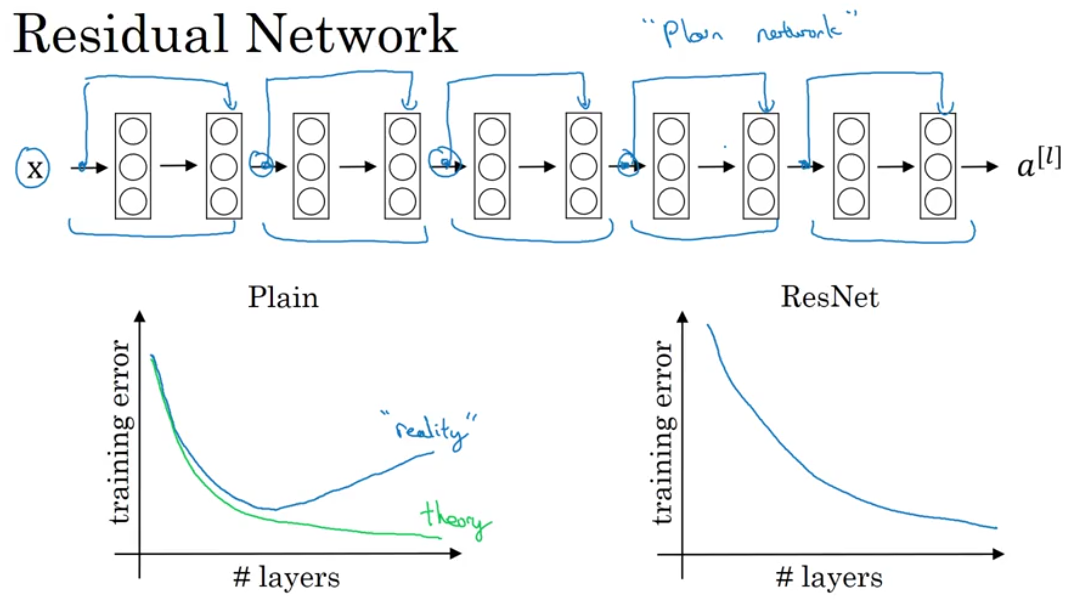 Residual Network
"Plain network"
x
a[l]
Plain
ResNet
training error
"reality"
theory
# layers
training error
# layers